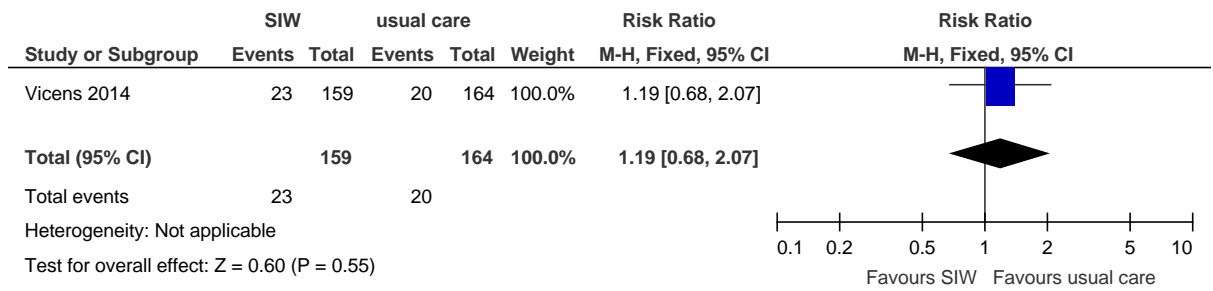 SIW usual care Risk Ratio Risk Ratio
Study or Subgroup Events Total Events Total Weight M-H, Fixed, 95% CI M-H, Fixed, 95% CI
Vicens 2014 23 159 20 164 100.0% 1.19 [0.68, 2.07]
Total (95% CI) 159 164 100.0% 1.19 [0.68, 2.07]
Total events 23 20
Heterogeneity: Not applicable
Test for overall effect: Z = 0.60 (P = 0.55)
0.1 0.2 0.5 1 2 5 10
Favours SIW Favours usual care